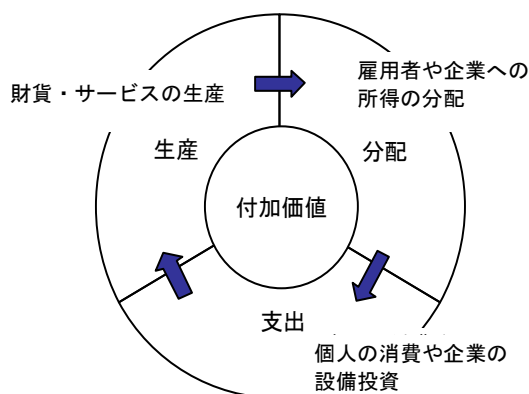 財貨・サービスの生産
雇用者や企業への
所得の分配
生産
分配
付加価値
支出
個人の消費や企業の
設備投資